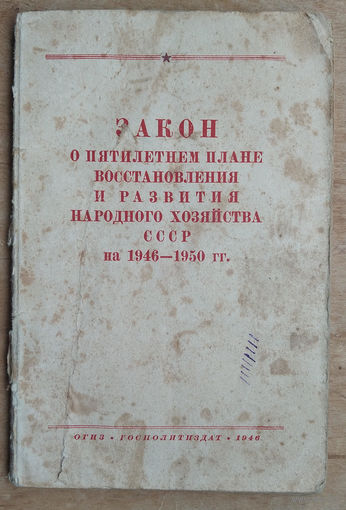 ЗАКОН
О ПЯТИЛЕТНЕМ ПЛАНЕ
ВОССТАНОВЛЕНИЯ
И РАЗВИТИЯ
НАРОДНОГО ХОЗЯЙСТВА
СССР
на 1946—1950 гг.
ОГИЗ • ГОСПОЛИТИЗДАТ • 1946